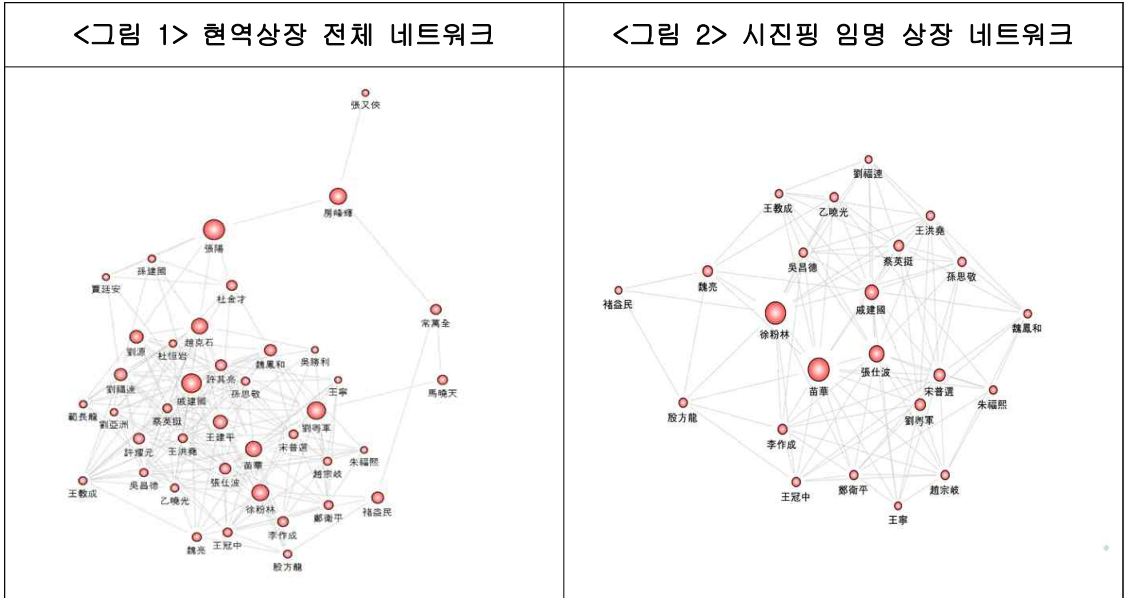 <그림 1> 현역상장 전체 네트워크
張又俠
房峰輝
張陽
孫建國
賈廷安
杜金才
常萬全
趙克石
劉源
杜恒岩
魏鳳和
吳勝利
許其亮
劉福連
孫思敬
王寧
馬曉天
戚建國
範長龍
劉亞洲
蔡英挺
劉粤軍
王建平
宋普選
許耀元
王洪堯
苗華
朱福熙
趙宗岐
張仕波
吳昌德
王教成
乙曉光
徐粉林
褚益民
鄭衛平
李作成
魏亮
王冠中
殷方龍
<그림 2> 시진핑 임명 상장 네트워크
劉福連
王教成
乙曉光
王洪堯
蔡英挺
吳昌德
孫思敬
魏亮
褚益民
戚建國
魏鳳和
徐粉林
張仕波
苗華
宋普選
朱福熙
殷方龍
劉粤軍
李作成
王冠中
鄭衛平
趙宗岐
王寧